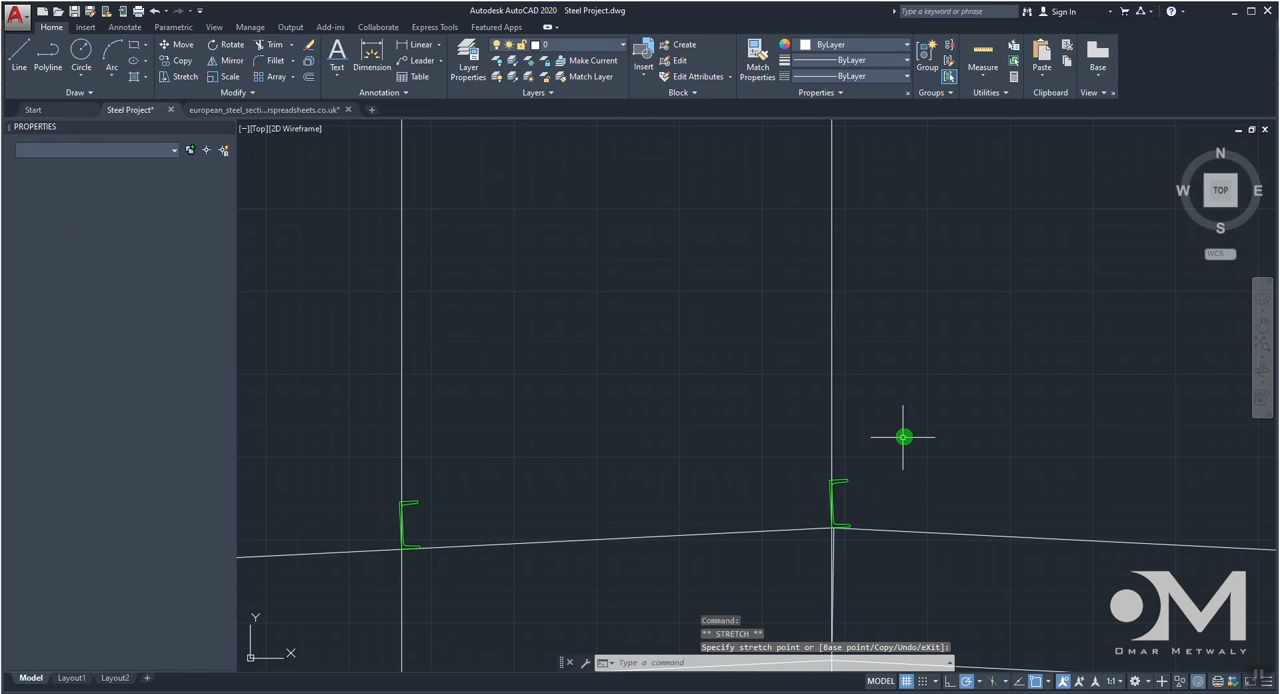 Autodesk AutoCAD 2020 Steel Project.dwg
Type a keyword or phrase
Sign In
Home Insert Annotate Parametric View Manage Output Add-ins Collaborate Express Tools Featured Apps
Line Polyline Circle Arc
Move Rotate Trim
Copy Mirror Fillet
Stretch Scale Array
Text Dimension
Linear
Leader
Table
Layer Properties
0
Make Current
Match Layer
Insert
Create
Edit
Edit Attributes
Match Properties
ByLayer
ByLayer
ByLayer
Group
Measure
Paste
Base
Draw Modify Annotation Layers Block Properties Groups Utilities Clipboard View
Start Steel Project* european_steel_secti...rspreadsheets.co.uk*
PROPERTIES
[−][Top][2D Wireframe]
N
W TOP E
S
WCS
Y
X
Command:
** STRETCH **
Specify stretch point or [Base point/Copy/Undo/eXit]:
Type a command
OM
OMAR METWALY
Model Layout1 Layout2
MODEL
1:1